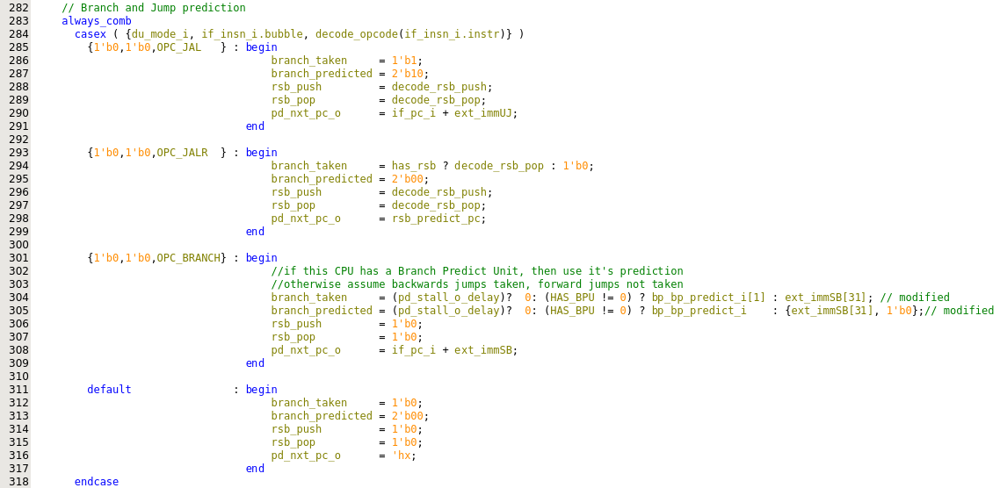 282 // Branch and Jump prediction
283 always_comb
284 casex ( {du_mode_i, if_insn_i.bubble, decode_opcode(if_insn_i.instr)} )
285 {1'b0,1'b0,OPC_JAL   } : begin
286 branch_taken     = 1'b1;
287 branch_predicted = 2'b10;
288 rsb_push         = decode_rsb_push;
289 rsb_pop          = decode_rsb_pop;
290 pd_nxt_pc_o      = if_pc_i + ext_immUJ;
291 end
292
293 {1'b0,1'b0,OPC_JALR  } : begin
294 branch_taken     = has_rsb ? decode_rsb_pop : 1'b0;
295 branch_predicted = 2'b00;
296 rsb_push         = decode_rsb_push;
297 rsb_pop          = decode_rsb_pop;
298 pd_nxt_pc_o      = rsb_predict_pc;
299 end
300
301 {1'b0,1'b0,OPC_BRANCH} : begin
302 //if this CPU has a Branch Predict Unit, then use it's prediction
303 //otherwise assume backwards jumps taken, forward jumps not taken
304 branch_taken     = (pd_stall_o_delay)?  0: (HAS_BPU != 0) ? bp_bp_predict_i[1] : ext_immSB[31]; // modified
305 branch_predicted = (pd_stall_o_delay)?  0: (HAS_BPU != 0) ? bp_bp_predict_i    : {ext_immSB[31], 1'b0};// modified
306 rsb_push         = 1'b0;
307 rsb_pop          = 1'b0;
308 pd_nxt_pc_o      = if_pc_i + ext_immSB;
309 end
310
311 default                : begin
312 branch_taken     = 1'b0;
313 branch_predicted = 2'b00;
314 rsb_push         = 1'b0;
315 rsb_pop          = 1'b0;
316 pd_nxt_pc_o      = 'hx;
317 end
318 endcase